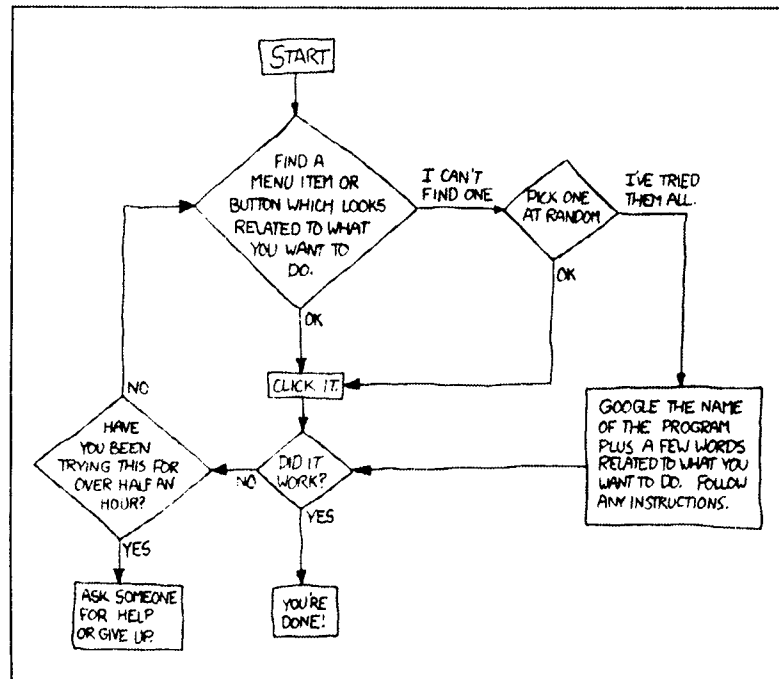 START
FIND A
MENU ITEM OR
BUTTON WHICH LOOKS
RELATED TO WHAT
YOU WANT TO
DO.
I CAN'T
FIND ONE
PICK ONE
AT RANDOM
I'VE TRIED
THEM ALL.
OK
OK
CLICK IT.
NO
HAVE
YOU BEEN
TRYING THIS FOR
OVER HALF AN
HOUR?
NO
DID IT
WORK?
GOOGLE THE NAME
OF THE PROGRAM
PLUS A FEW WORDS
RELATED TO WHAT YOU
WANT TO DO. FOLLOW
ANY INSTRUCTIONS.
YES
YES
ASK SOMEONE
FOR HELP
OR GIVE UP.
YOU'RE
DONE!